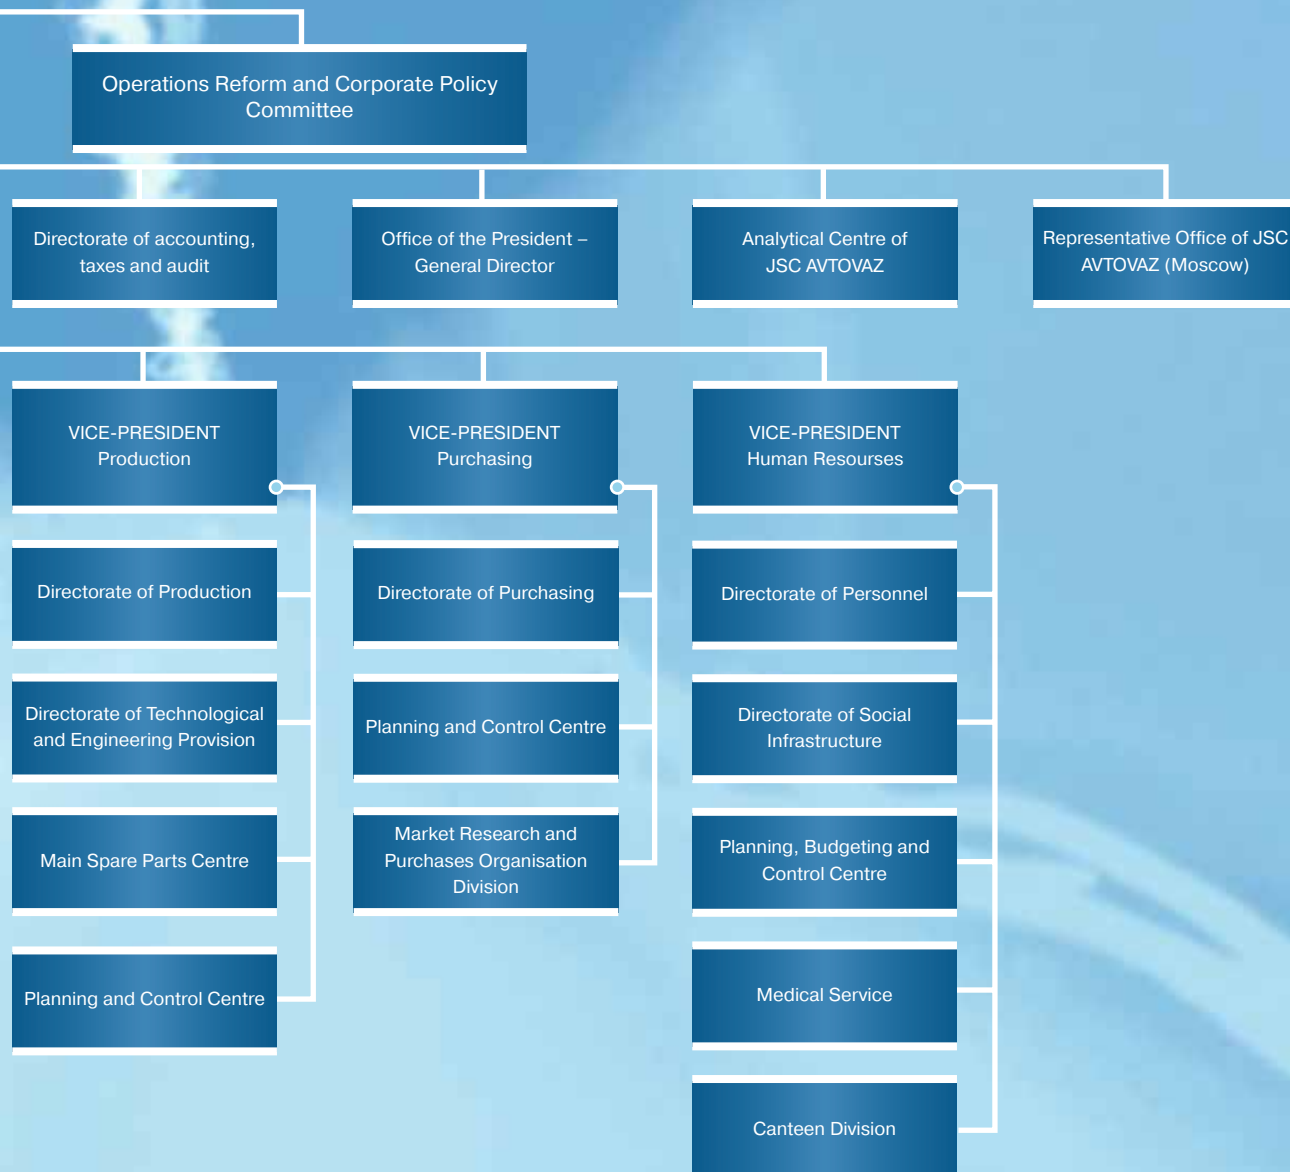 Operations Reform and Corporate Policy
Committee
Directorate of accounting,
taxes and audit
Office of the President –
General Director
Analytical Centre of
JSC AVTOVAZ
Representative Office of JSC
AVTOVAZ (Moscow)
VICE-PRESIDENT
Production
Directorate of Production
Directorate of Technological
and Engineering Provision
Main Spare Parts Centre
Planning and Control Centre
VICE-PRESIDENT
Purchasing
Directorate of Purchasing
Planning and Control Centre
Market Research and
Purchases Organisation
Division
VICE-PRESIDENT
Human Resourses
Directorate of Personnel
Directorate of Social
Infrastructure
Planning, Budgeting and
Control Centre
Medical Service
Canteen Division